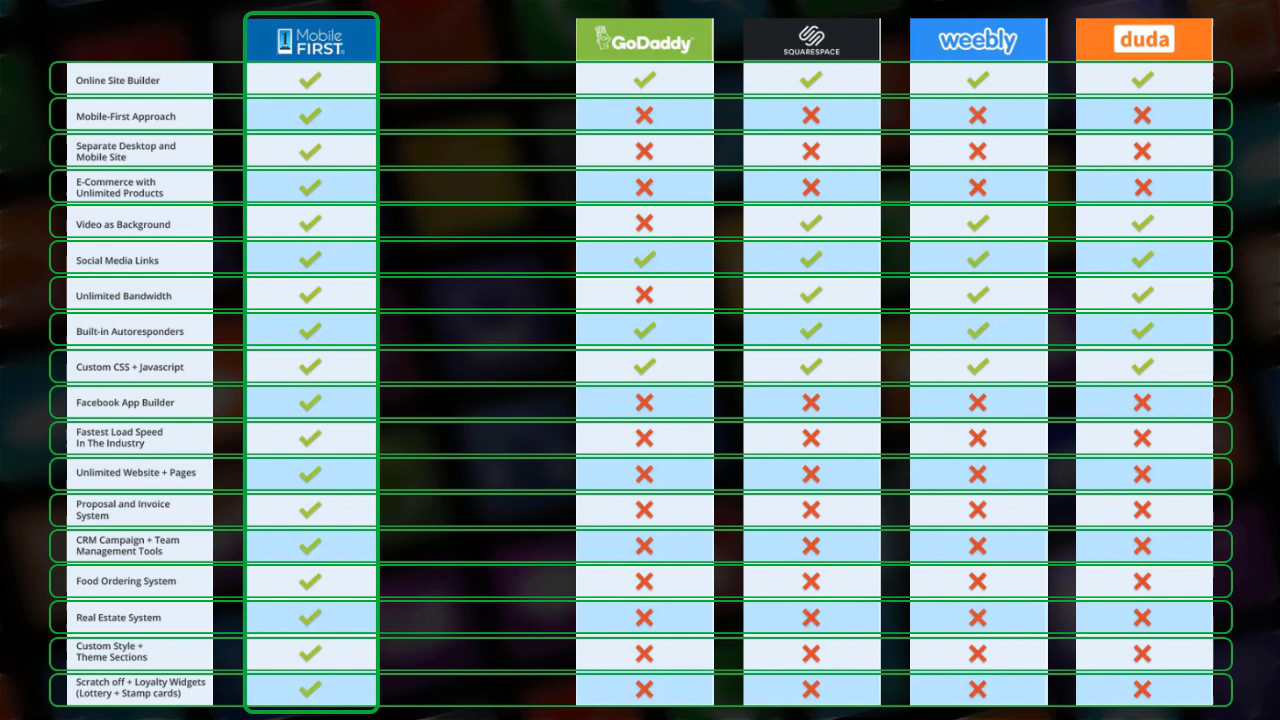 Mobile
FIRST
GoDaddy
SQUARESPACE
weebly
duda
Online Site Builder
Mobile-First Approach
Separate Desktop and
Mobile Site
E-Commerce with
Unlimited Products
Video as Background
Social Media Links
Unlimited Bandwidth
Built-in Autoresponders
Custom CSS + Javascript
Facebook App Builder
Fastest Load Speed
In The Industry
Unlimited Website + Pages
Proposal and Invoice
System
CRM Campaign + Team
Management Tools
Food Ordering System
Real Estate System
Custom Style +
Theme Sections
Scratch off + Loyalty Widgets
(Lottery + Stamp cards)